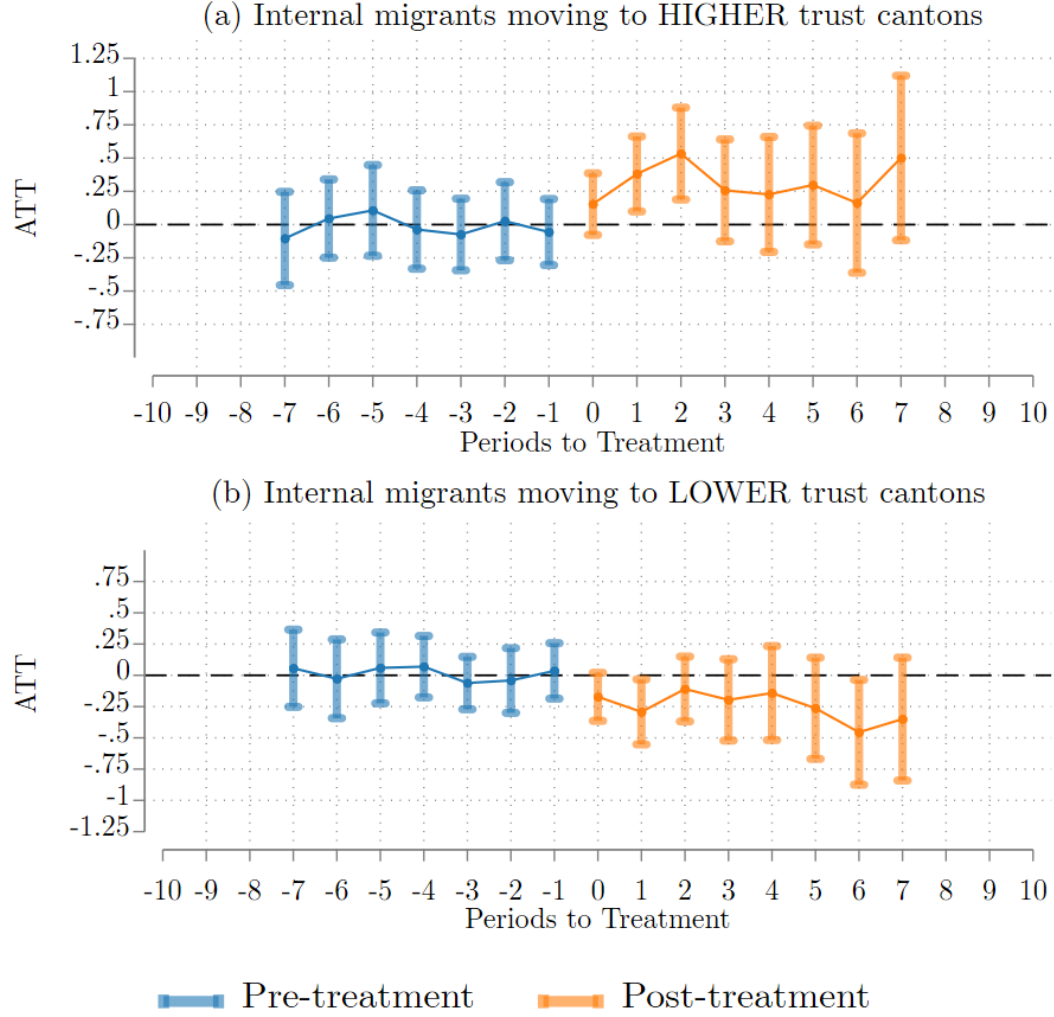 (a) Internal migrants moving to HIGHER trust cantons
1.25
1
.75
.5
.25
0
-.25
-.5
-.75
ATT
-10 -9 -8 -7 -6 -5 -4 -3 -2 -1 0 1 2 3 4 5 6 7 8 9 10
Periods to Treatment
(b) Internal migrants moving to LOWER trust cantons
.75
.5
.25
0
-.25
-.5
-.75
-1
-1.25
ATT
-10 -9 -8 -7 -6 -5 -4 -3 -2 -1 0 1 2 3 4 5 6 7 8 9 10
Periods to Treatment
Pre-treatment Post-treatment